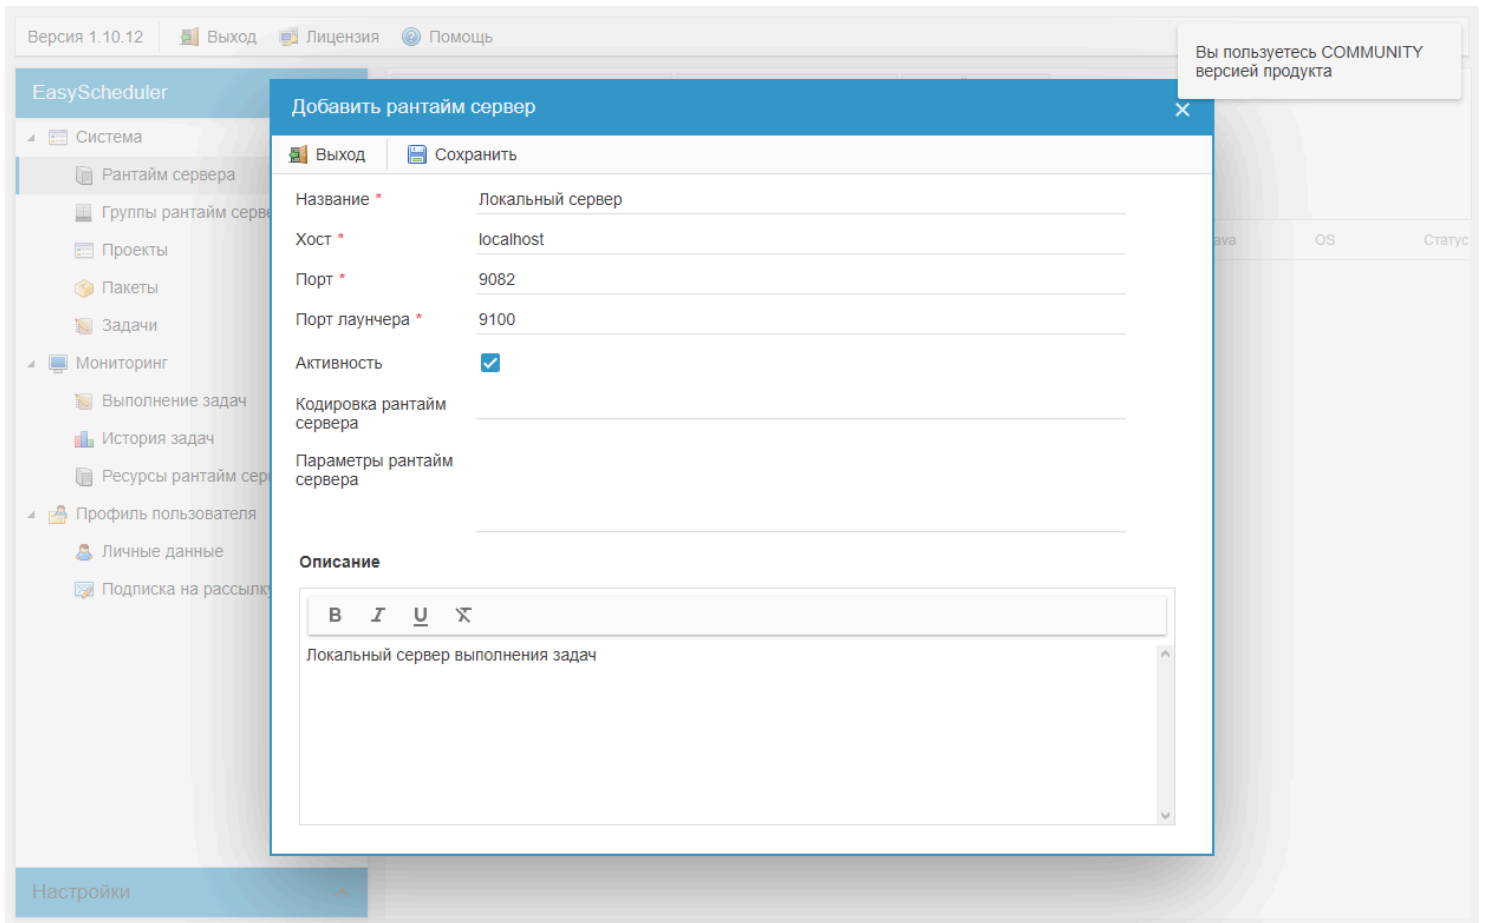 Версия 1.10.12
Выход
Лицензия
Помощь
Вы пользуетесь COMMUNITY
версией продукта
EasyScheduler
Система
Рантайм сервера
Группы рантайм серве
Проекты
Пакеты
Задачи
Мониторинг
Выполнение задач
История задач
Ресурсы рантайм сер
Профиль пользователя
Личные данные
Подписка на рассылк
Настройки
Добавить рантайм сервер
Выход
Сохранить
Название * Локальный сервер
Хост * localhost
Порт * 9082
Порт лаунчера * 9100
Активность
Кодировка рантайм
сервера
Параметры рантайм
сервера
Описание
B I U
Локальный сервер выполнения задач
ava
OS
Статус